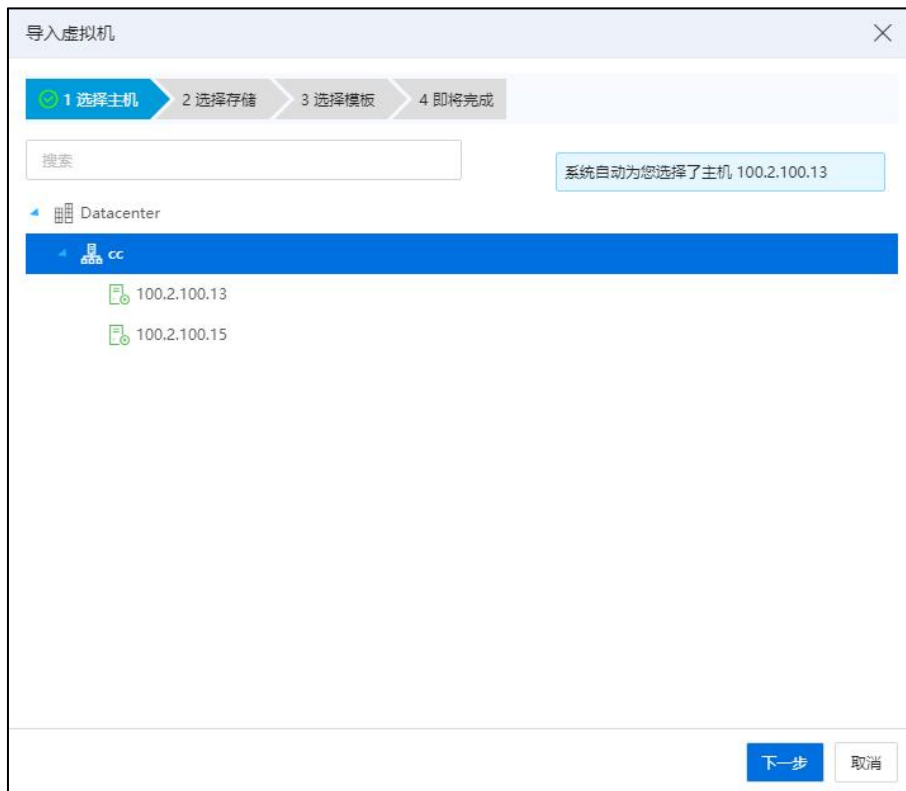 导入虚拟机
1 选择主机 2 选择存储 3 选择模板 4 即将完成
搜索
系统自动为您选择了主机 100.2.100.13
Datacenter
cc
100.2.100.13
100.2.100.15
下一步 取消